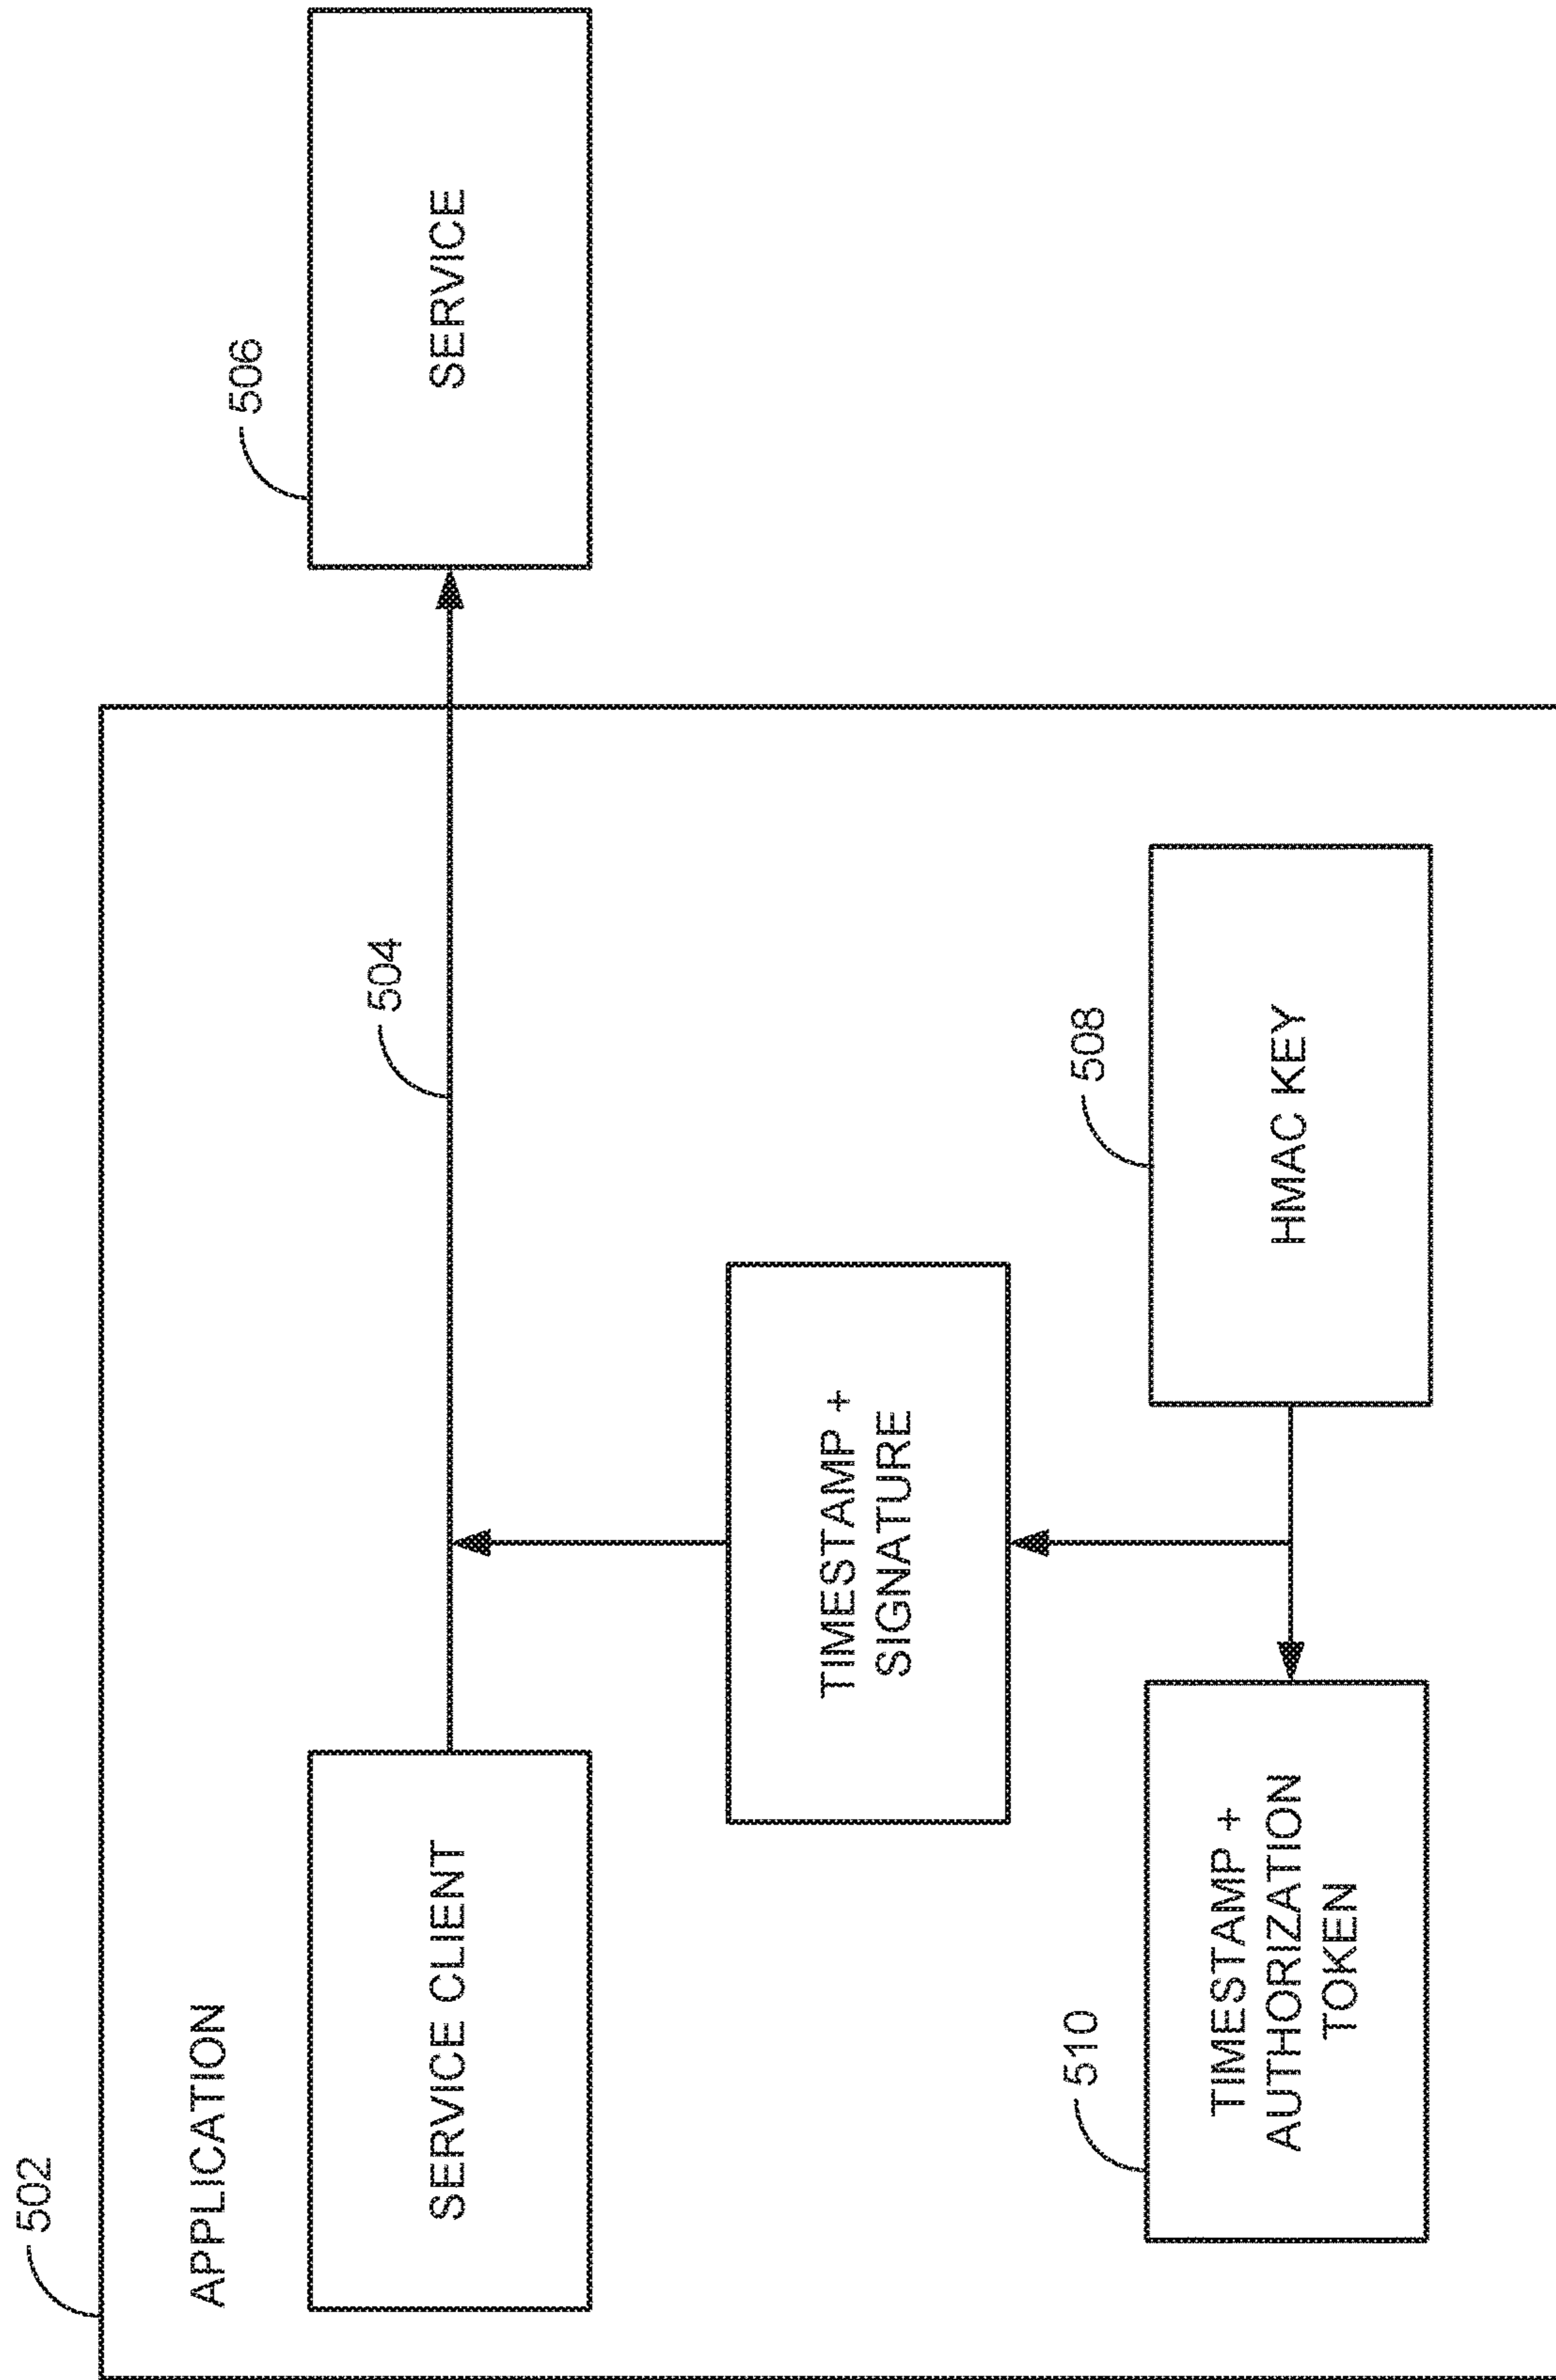 502
APPLICATION
SERVICE CLIENT
504
506
SERVICE
TIMESTAMP +
SIGNATURE
510
TIMESTAMP +
AUTHORIZATION
TOKEN
508
HMAC KEY